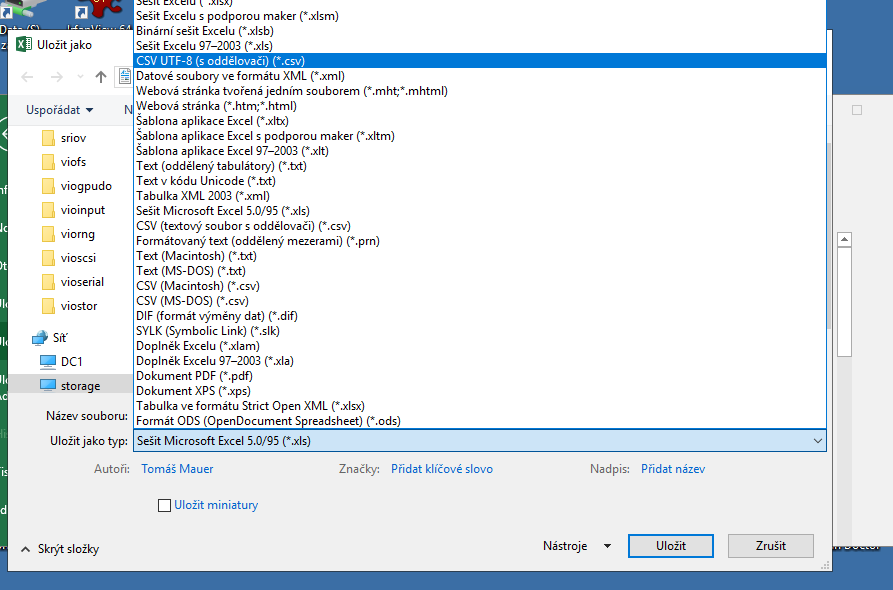 Sešit Excelu (*.xlsx)
Sešit Excelu s podporou maker (*.xlsm)
Binární sešit Excelu (*.xlsb)
Uložit jako
Sešit Excelu 97–2003 (*.xls)
CSV UTF-8 (s oddělovači) (*.csv)
Datové soubory ve formátu XML (*.xml)
Webová stránka tvořená jedním souborem (*.mht;*.mhtml)
Webová stránka (*.htm;*.html)
Uspořádat
N
Šablona aplikace Excel (*.xltx)
Šablona aplikace Excel s podporou maker (*.xltm)
Šablona aplikace Excel 97–2003 (*.xlt)
Text (oddělený tabulátory) (*.txt)
Text v kódu Unicode (*.txt)
Tabulka XML 2003 (*.xml)
Sešit Microsoft Excel 5.0/95 (*.xls)
CSV (textový soubor s oddělovači) (*.csv)
Formátovaný text (oddělený mezerami) (*.prn)
Text (Macintosh) (*.txt)
Text (MS-DOS) (*.txt)
CSV (Macintosh) (*.csv)
CSV (MS-DOS) (*.csv)
DIF (formát výměny dat) (*.dif)
SYLK (Symbolic Link) (*.slk)
Doplněk Excelu (*.xlam)
Doplněk Excelu 97–2003 (*.xla)
Dokument PDF (*.pdf)
Dokument XPS (*.xps)
Tabulka ve formátu Strict Open XML (*.xlsx)
Formát ODS (OpenDocument Spreadsheet) (*.ods)
sriov
viofs
viogpudo
vioinput
viorng
vioscsi
vioserial
viostor
Síť
DC1
storage
Název souboru:
Uložit jako typ: Sešit Microsoft Excel 5.0/95 (*.xls)
Autoři: Tomáš Mauer Značky: Přidat klíčové slovo Nadpis: Přidat název
Uložit miniatury
Skrýt složky Nástroje Uložit Zrušit